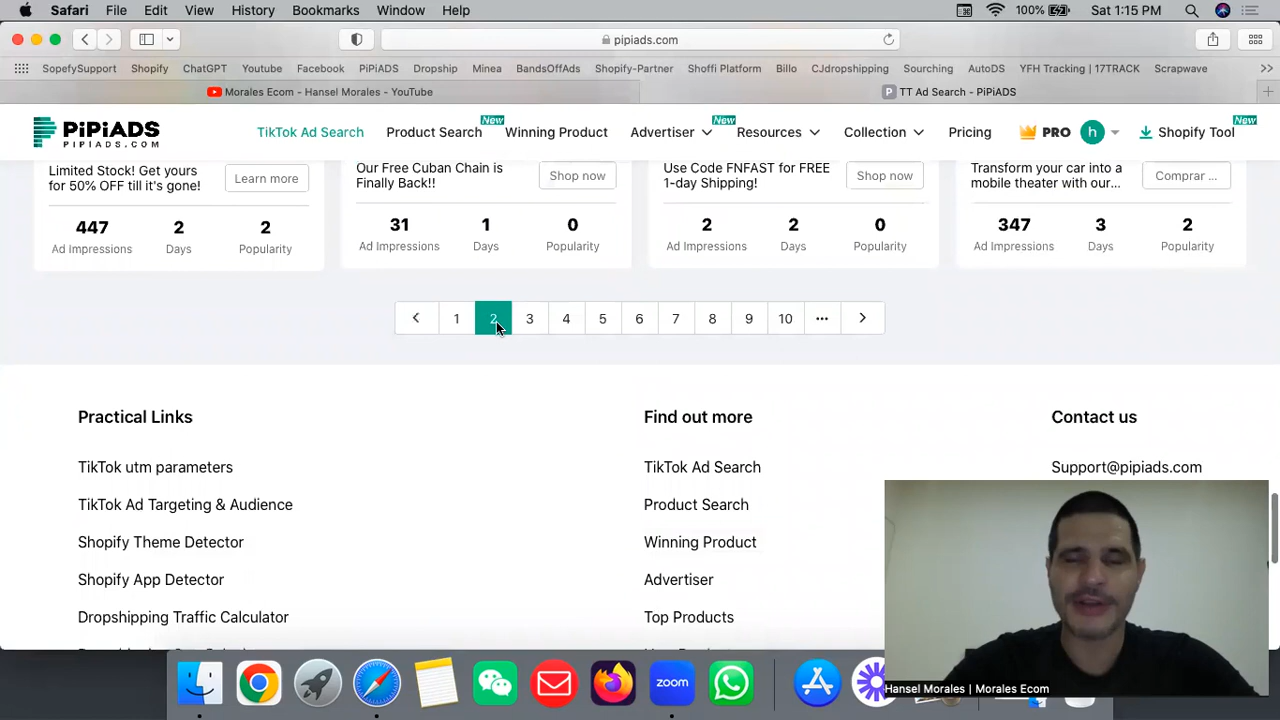 Safari File Edit View History Bookmarks Window Help 100% Sat 1:15 PM
pipiads.com
SopefySupport Shopify ChatGPT Youtube Facebook PiPiADS Dropship Minea BandsOffAds Shopify-Partner Shoffi Platform Billo CJdropshipping Sourching AutoDS YFH Tracking | 17TRACK Scrapwave
Morales Ecom - Hansel Morales - YouTube
P TT Ad Search - PiPiADS
PiPiADS
PIPIADS.COM
TikTok Ad Search Product Search New Winning Product Advertiser New Resources Collection Pricing PRO h Shopify Tool New
Limited Stock! Get yours
for 50% OFF till it's gone!
Learn more
447 2 2
Ad Impressions Days Popularity
Our Free Cuban Chain is
Finally Back!!
Shop now
31 1 0
Ad Impressions Days Popularity
Use Code FNFAST for FREE
1-day Shipping!
Shop now
2 2 0
Ad Impressions Days Popularity
Transform your car into a
mobile theater with our...
Comprar ...
347 3 2
Ad Impressions Days Popularity
1 2 3 4 5 6 7 8 9 10 •••
Practical Links
TikTok utm parameters
TikTok Ad Targeting & Audience
Shopify Theme Detector
Shopify App Detector
Dropshipping Traffic Calculator
Find out more
TikTok Ad Search
Product Search
Winning Product
Advertiser
Top Products
Contact us
Support@pipiads.com
zoom
Hansel Morales | Morales Ecom